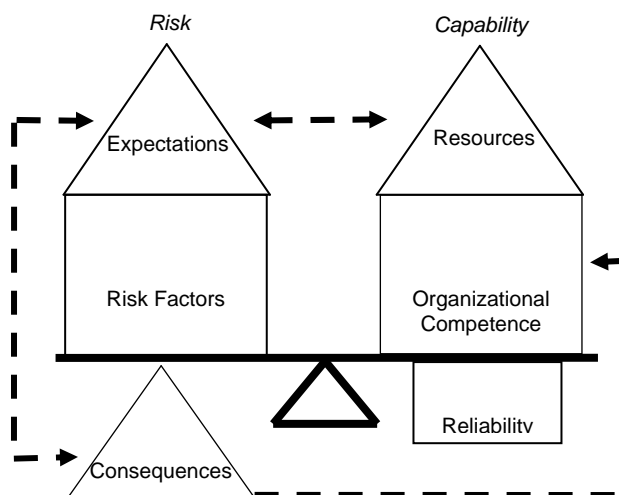 Risk
Capability
Expectations
Resources
Risk Factors
Organizational
Competence
Reliability
Consequences